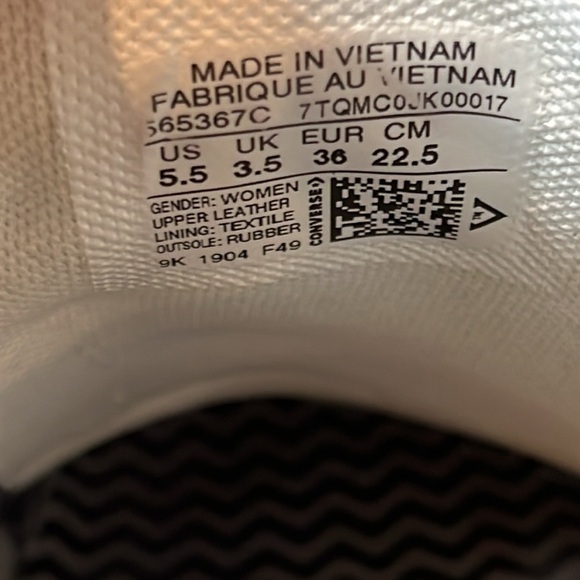 MADE IN VIETNAM
FABRIQUE AU VIETNAM
565367C 7TQMC0JK00017
US UK EUR CM
5.5 3.5 36 22.5
GENDER: WOMEN
UPPER LEATHER
LINING: TEXTILE
OUTSOLE: RUBBER
9K 1904 F49
CONVERSE